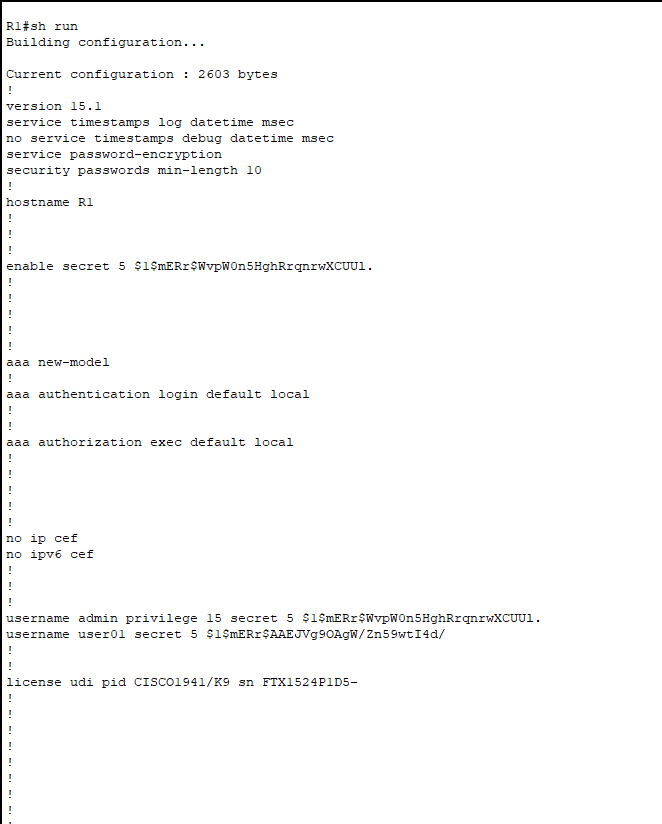 R1#sh run
Building configuration...
Current configuration : 2603 bytes
!
version 15.1
service timestamps log datetime msec
no service timestamps debug datetime msec
service password-encryption
security passwords min-length 10
!
hostname R1
!
!
!
enable secret 5 $1$mERr$WvpW0n5HghRrqnrwXCUUl.
!
!
!
!
!
aaa new-model
!
aaa authentication login default local
!
!
aaa authorization exec default local
!
!
!
!
!
no ip cef
no ipv6 cef
!
!
!
username admin privilege 15 secret 5 $1$mERr$WvpW0n5HghRrqnrwXCUUl.
username user01 secret 5 $1$mERr$AAEJVg9OAgW/Zn59wtI4d/
!
!
license udi pid CISCO1941/K9 sn FTX1524P1D5-
!
!
!
!
!
!
!
!
!